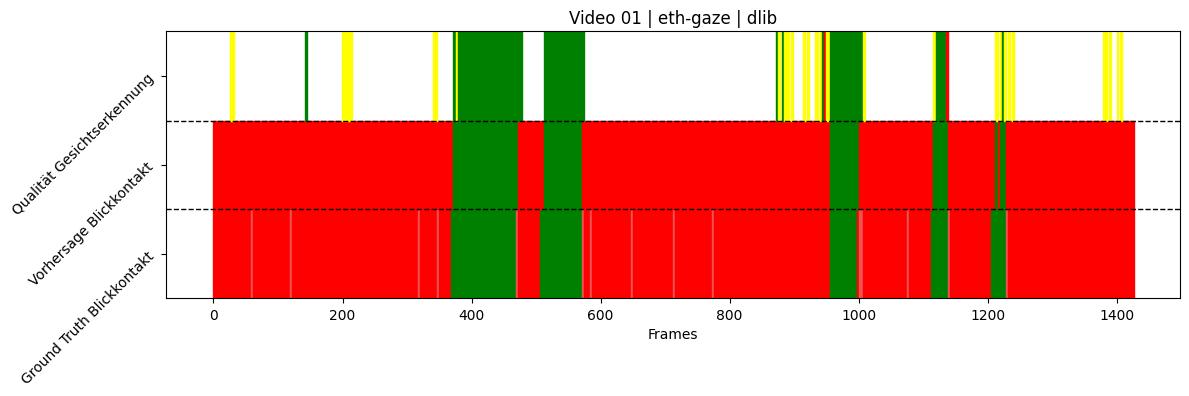 Video 01 | eth-gaze | dlib
Qualität Gesichtserkennung
Vorhersage Blickkontakt
Ground Truth Blickkontakt
0 200 400 600 800 1000 1200 1400
Frames